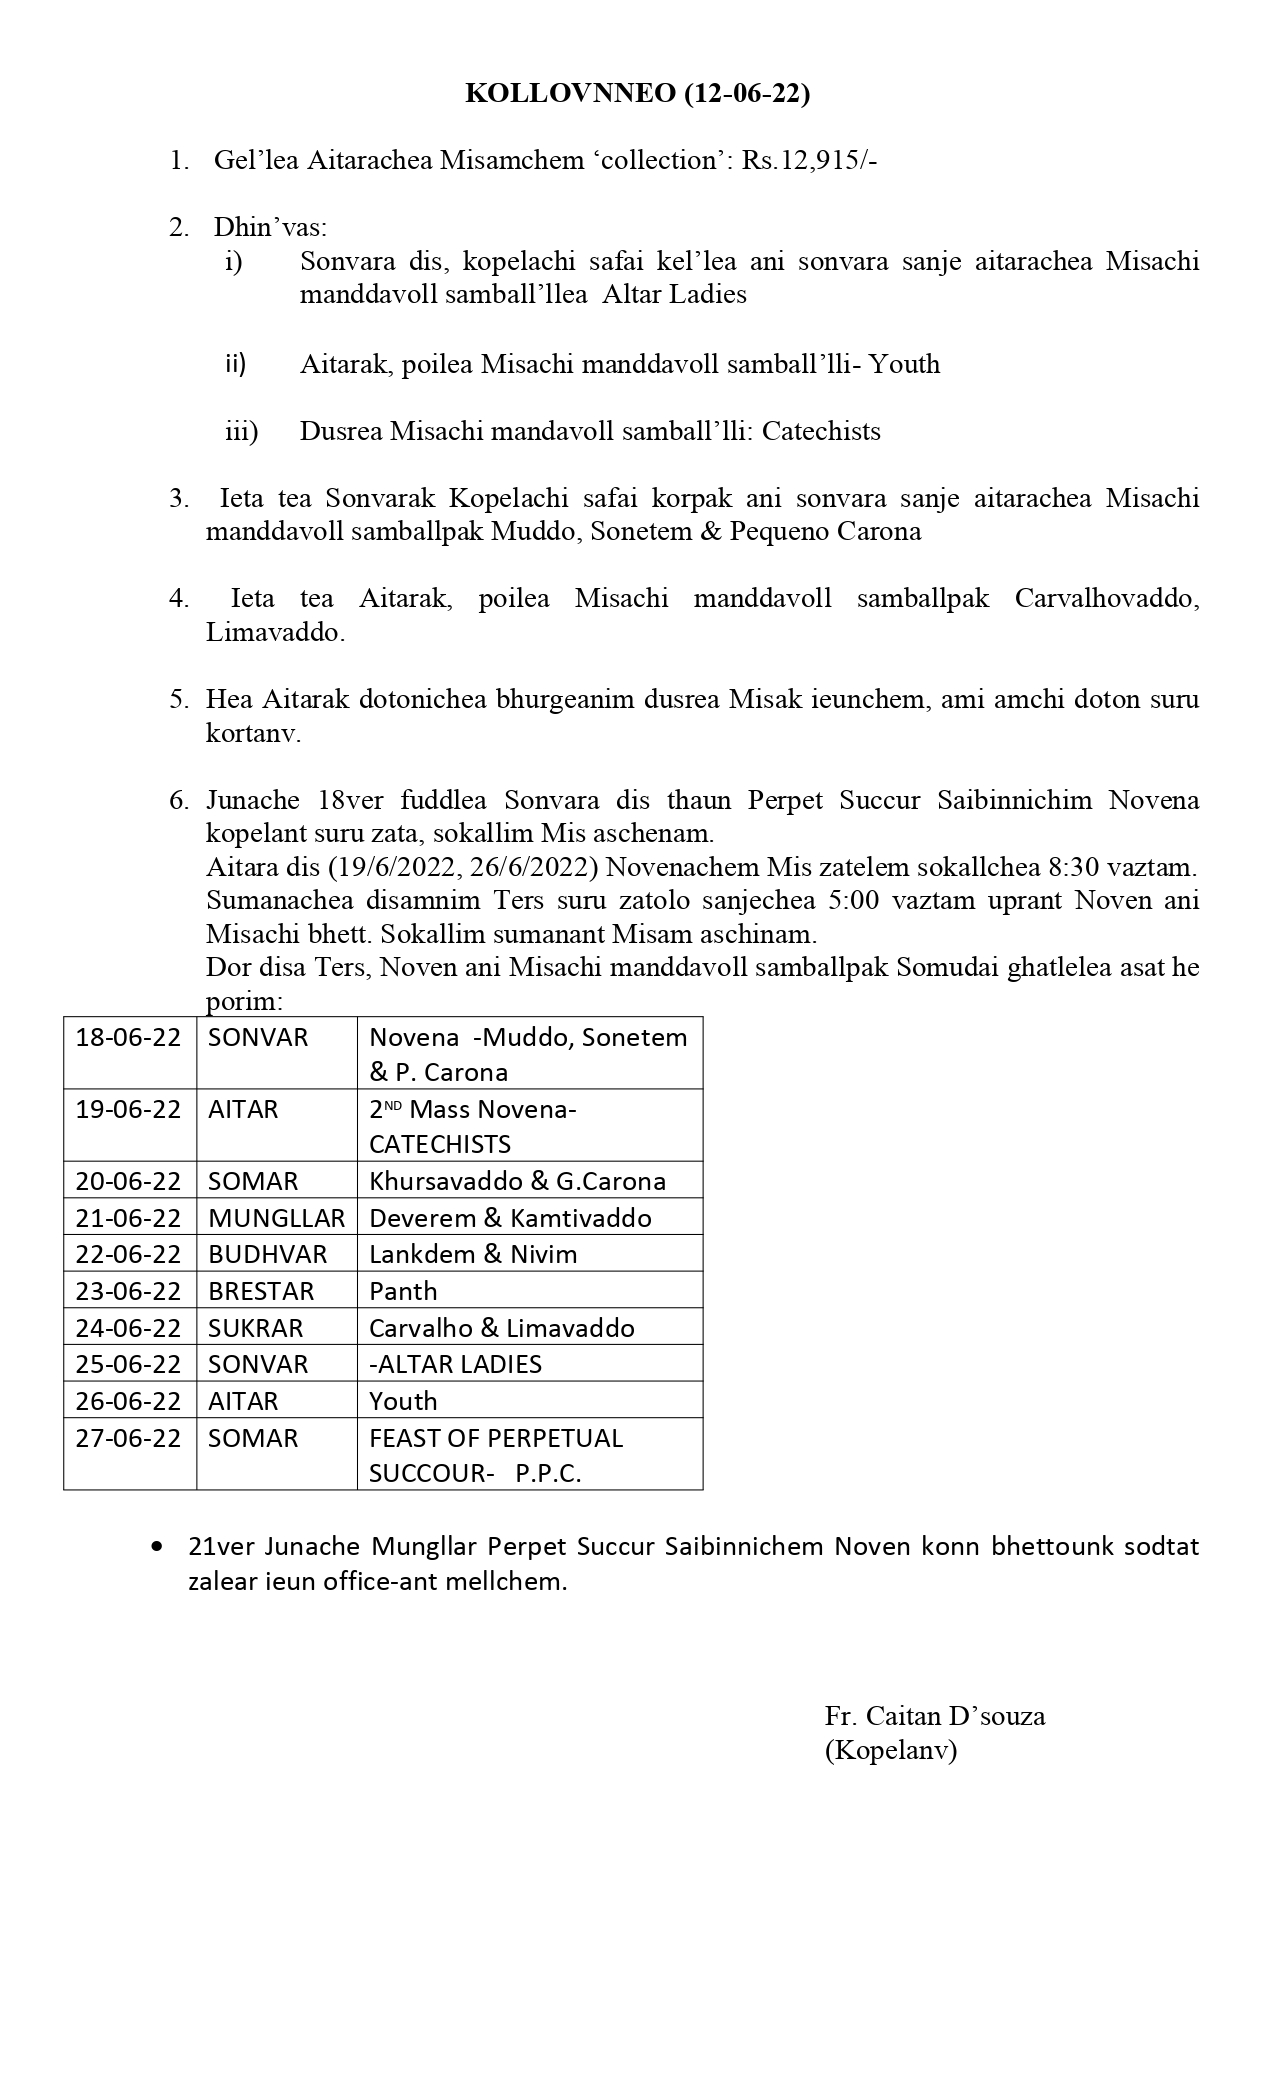 KOLLOVNNEO (12-06-22)
1. Gel’lea Aitarachea Misamchem ‘collection’: Rs.12,915/-
2. Dhin’vas:
i) Sonvara dis, kopelachi safai kel’lea ani sonvara sanje aitarachea Misachi
manddavoll samball’llea Altar Ladies
ii) Aitarak, poilea Misachi manddavoll samball’lli- Youth
iii) Dusrea Misachi mandavoll samball’lli: Catechists
3. Ieta tea Sonvarak Kopelachi safai korpak ani sonvara sanje aitarachea Misachi
manddavoll samballpak Muddo, Sonetem & Pequeno Carona
4. Ieta tea Aitarak, poilea Misachi manddavoll samballpak Carvalhovaddo,
Limavaddo.
5. Hea Aitarak dotonichea bhurgeanim dusrea Misak ieunchem, ami amchi doton suru
kortanv.
6. Junache 18ver fuddlea Sonvara dis thaun Perpet Succur Saibinnichim Novena
kopelant suru zata, sokallim Mis aschenam.
Aitara dis (19/6/2022, 26/6/2022) Novenachem Mis zatelem sokallchea 8:30 vaztam.
Sumanachea disamnim Ters suru zatolo sanjechea 5:00 vaztam uprant Noven ani
Misachi bhett. Sokallim sumanant Misam aschinam.
Dor disa Ters, Noven ani Misachi manddavoll samballpak Somudai ghatlelea asat he
porim:
18-06-22 SONVAR Novena -Muddo, Sonetem
& P. Carona
19-06-22 AITAR 2ND Mass Novena-
CATECHISTS
20-06-22 SOMAR Khursavaddo & G.Carona
21-06-22 MUNGLLAR Deverem & Kamtivaddo
22-06-22 BUDHVAR Lankdem & Nivim
23-06-22 BRESTAR Panth
24-06-22 SUKRAR Carvalho & Limavaddo
25-06-22 SONVAR -ALTAR LADIES
26-06-22 AITAR Youth
27-06-22 SOMAR FEAST OF PERPETUAL
SUCCOUR- P.P.C.
• 21ver Junache Mungllar Perpet Succur Saibinnichem Noven konn bhettounk sodtat
zalear ieun office-ant mellchem.
Fr. Caitan D’souza
(Kopelanv)